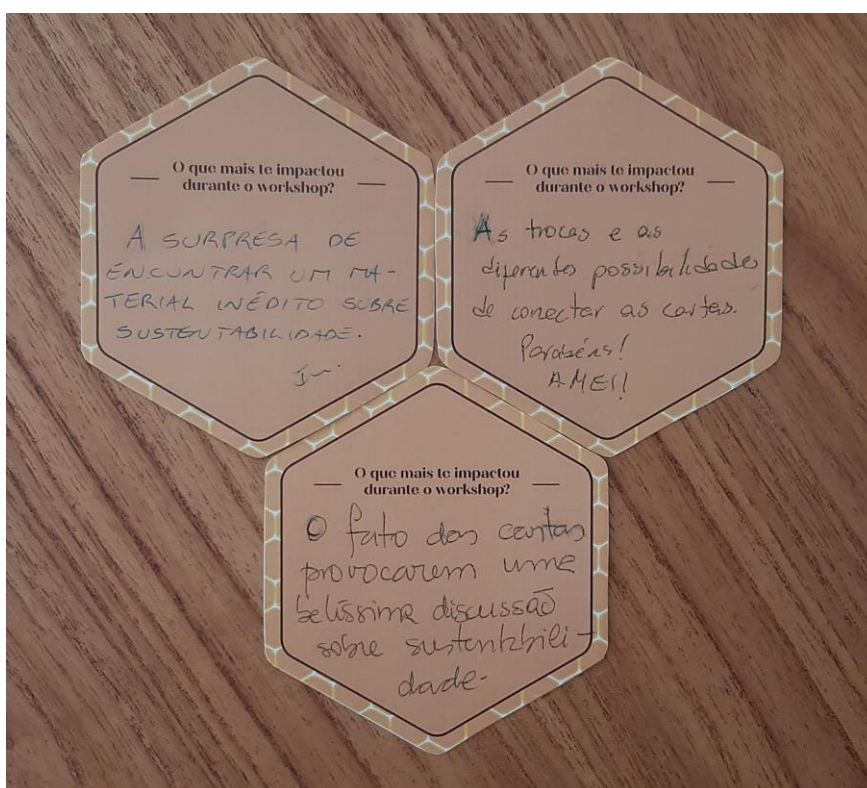 O que mais te impactou
durante o workshop?
A SURPRESA DE
ENCONTRAR UM MA-
TERIAL INÉDITO SOBRE
SUSTENTABILIDADE.
O que mais te impactou
durante o workshop?
As trocas e as
diferentes possibilidades
de conectar as cartas.
Parabéns!
AMEI!
O que mais te impactou
durante o workshop?
O fato das cartas
provocarem uma
belíssima discussão
sobre sustentabili-
dade.